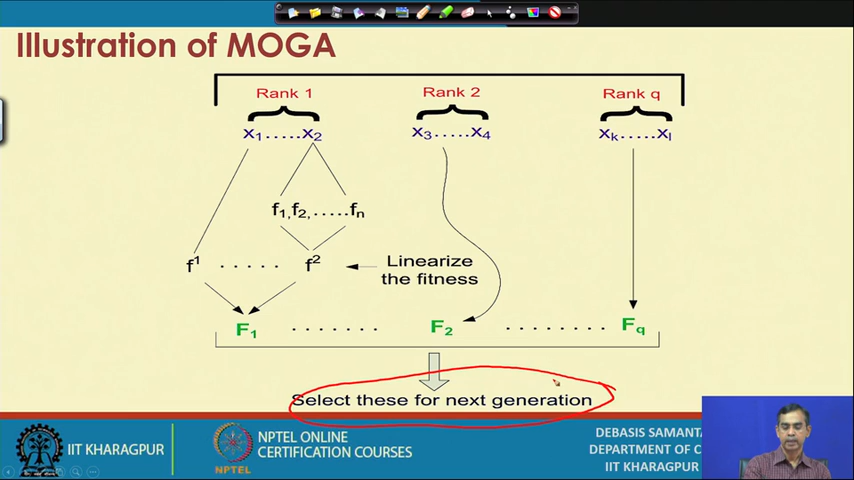 Illustration of MOGA
Rank 1 Rank 2 Rank q
x1.....x2 x3.....x4 xk.....xl
f1,f2,.....fn
f1 ..... f2
Linearize
the fitness
F1 ....... F2 ........ Fq
Select these for next generation
IIT KHARAGPUR
NPTEL
NPTEL ONLINE
CERTIFICATION COURSES
DEBASIS SAMANT
DEPARTMENT OF C
IIT KHARAGPUR